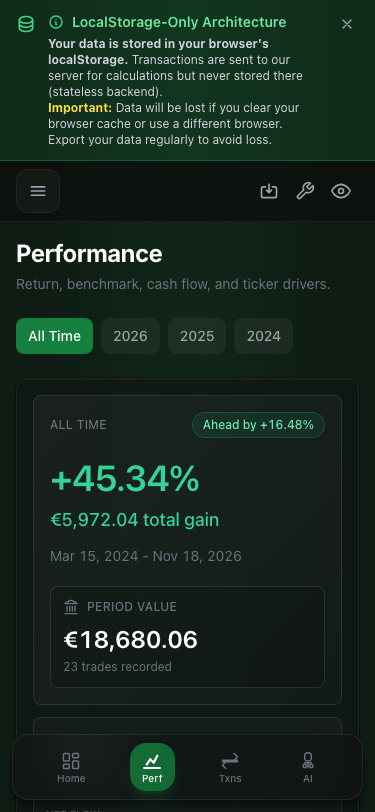 LocalStorage-Only Architecture
Your data is stored in your browser's
localStorage. Transactions are sent to our
server for calculations but never stored there
(stateless backend).
Important: Data will be lost if you clear your
browser cache or use a different browser.
Export your data regularly to avoid loss.
Performance
Return, benchmark, cash flow, and ticker drivers.
All Time
2026
2025
2024
ALL TIME
Ahead by +16.48%
+45.34%
€5,972.04 total gain
Mar 15, 2024 - Nov 18, 2026
PERIOD VALUE
€18,680.06
23 trades recorded
Home
Perf
Txns
AI